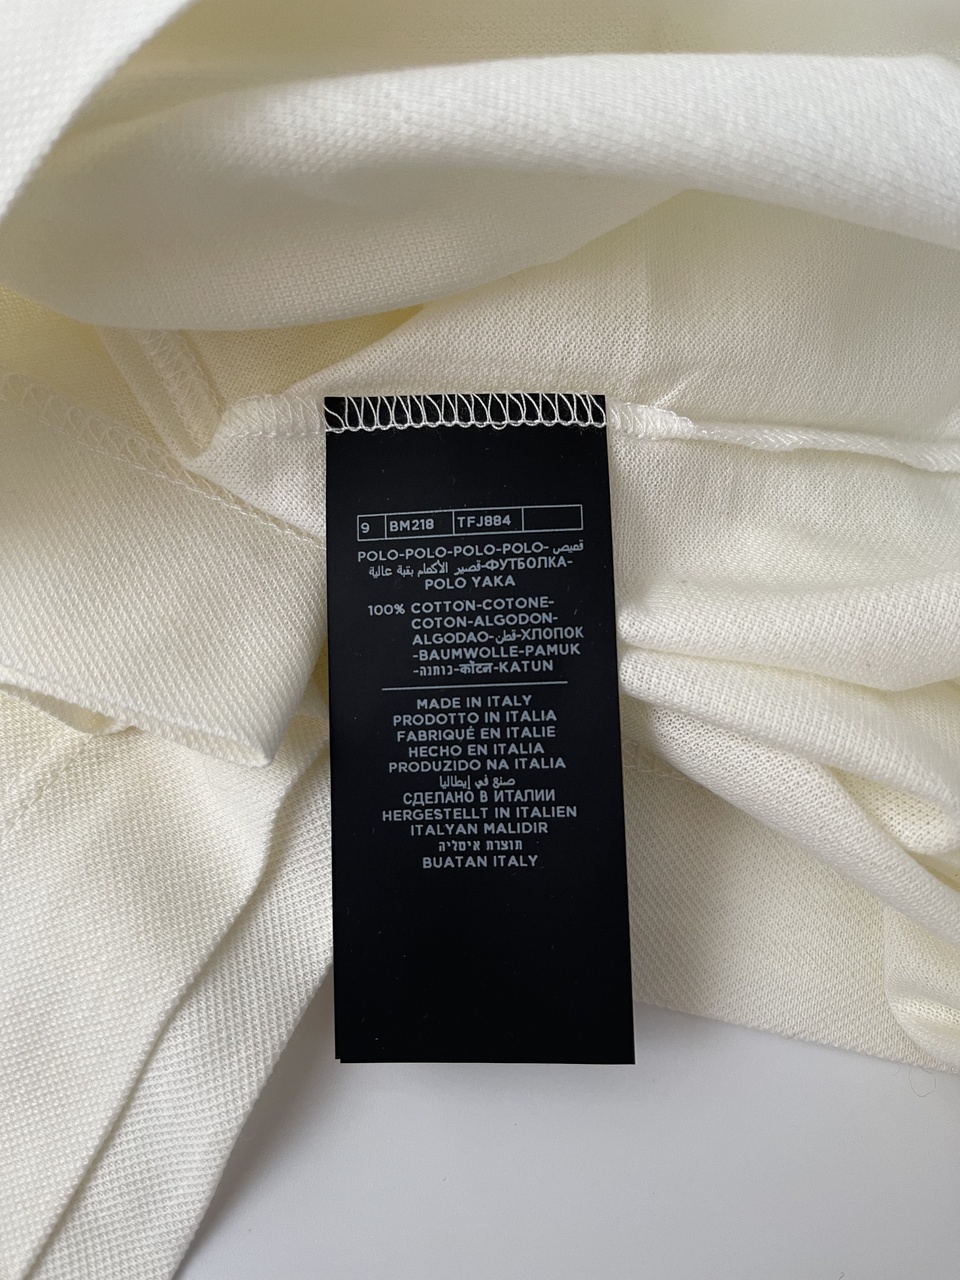 9 BM218 TFJ884
POLO-POLO-POLO-POLO-قميص
قصير الأكمام بقبة عالية-ФУТБОЛКА-
POLO YAKA
100% COTTON-COTONE-
COTON-ALGODON-
ALGODAO-قطن-ХЛОПОК
-BAUMWOLLE-PAMUK
-כותנה-कॉटन-KATUN
MADE IN ITALY
PRODOTTO IN ITALIA
FABRIQUÉ EN ITALIE
HECHO EN ITALIA
PRODUZIDO NA ITALIA
صنع في إيطاليا
СДЕЛАНО В ИТАЛИИ
HERGESTELLT IN ITALIEN
ITALYAN MALIDIR
תוצרת איטליה
BUATAN ITALY